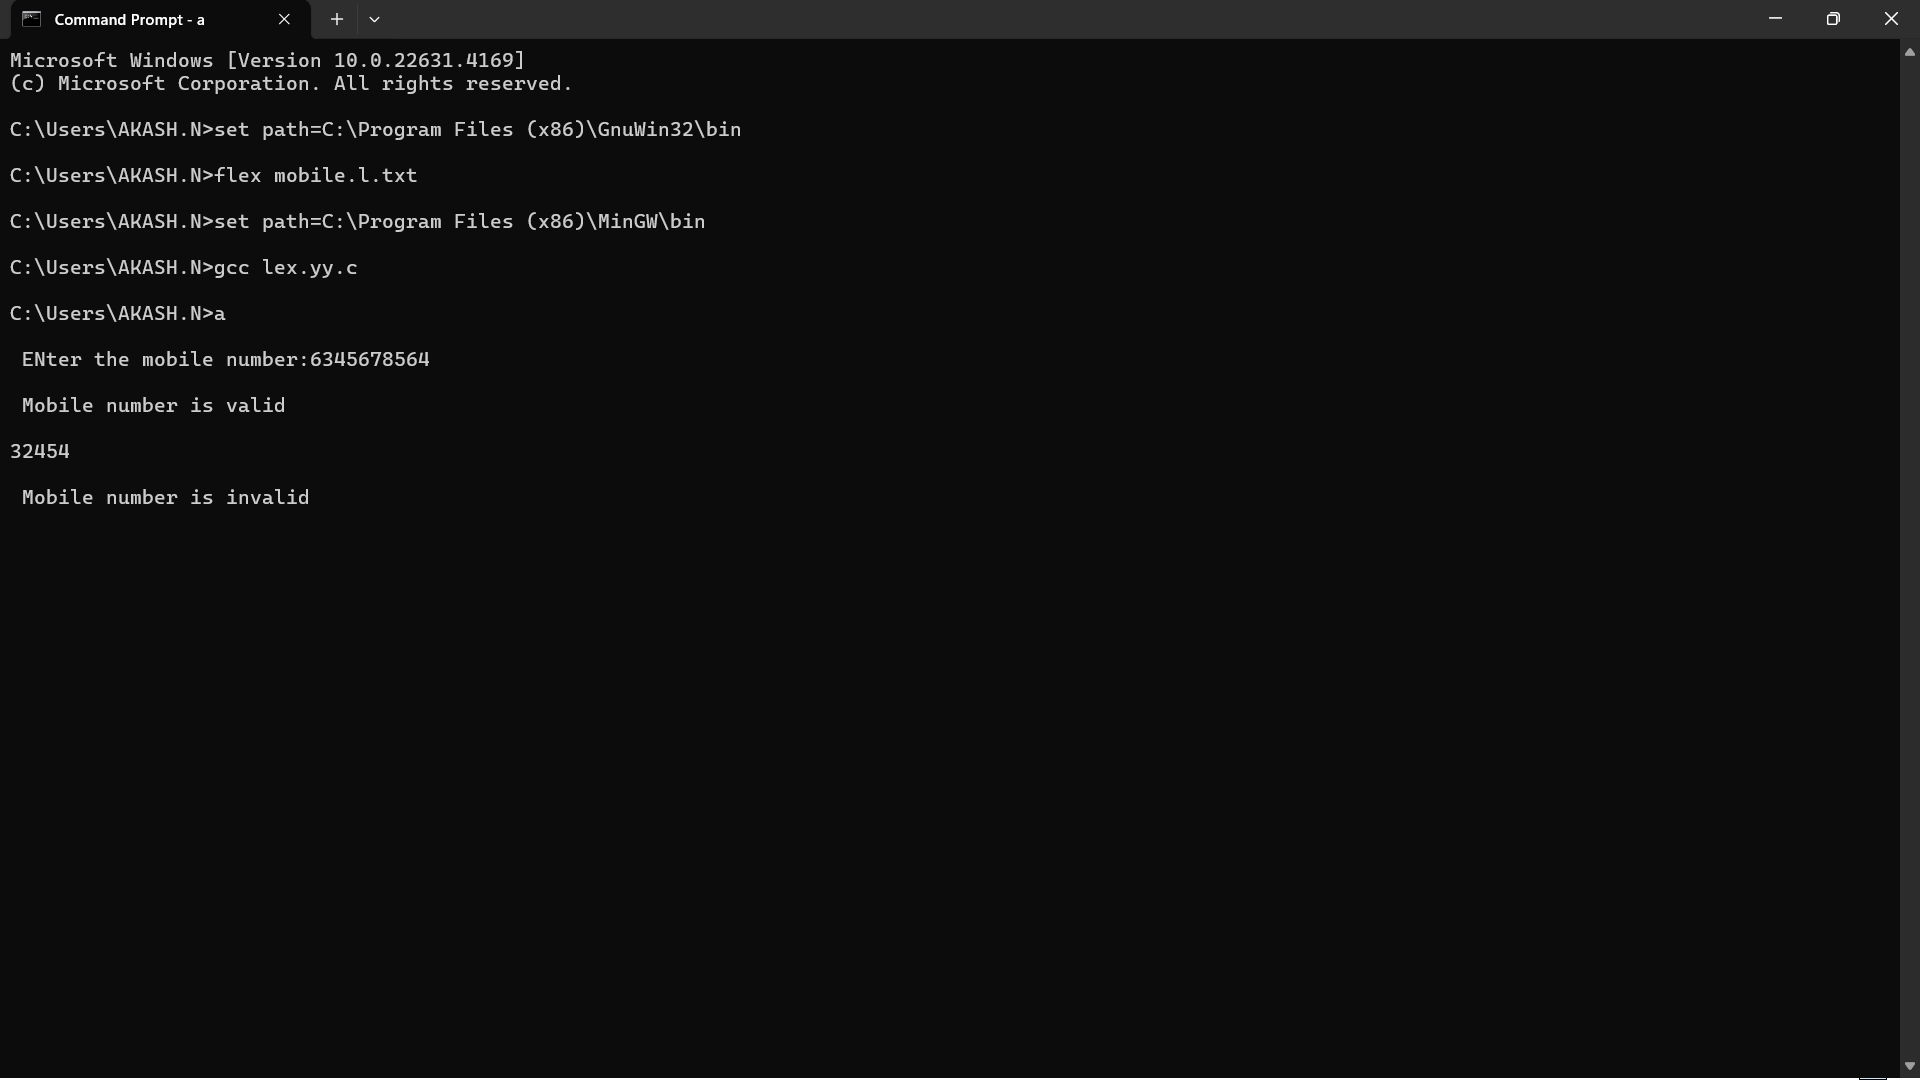 Command Prompt - a
Microsoft Windows [Version 10.0.22631.4169]
(c) Microsoft Corporation. All rights reserved.
C:\Users\AKASH.N>set path=C:\Program Files (x86)\GnuWin32\bin
C:\Users\AKASH.N>flex mobile.l.txt
C:\Users\AKASH.N>set path=C:\Program Files (x86)\MinGW\bin
C:\Users\AKASH.N>gcc lex.yy.c
C:\Users\AKASH.N>a
ENter the mobile number:6345678564
Mobile number is valid
32454
Mobile number is invalid